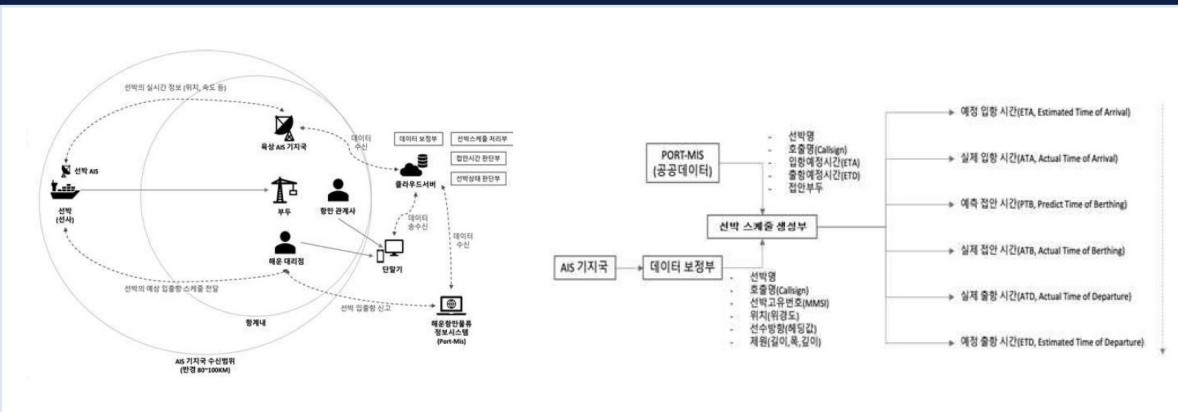 선박의 실시간 정보 (위치, 속도 등)
육상 AIS 기지국
데이터
수신
데이터 보정부
선박스케줄 처리부
접안시간 판단부
선박상태 판단부
클라우드서버
선박 AIS
선박
(선사)
부두
항만 관계사
데이터
송수신
데이터
수신
해운 대리점
단말기
선박의 예상 입출항 스케줄 전달
선박 입출항 신고
해운항만물류
정보시스템
(Port-Mis)
항계내
AIS 기지국 수신범위
(반경 80~100KM)
PORT-MIS
(공공데이터)
- 선박명
- 호출명(Callsign)
- 입항예정시간(ETA)
- 출항예정시간(ETD)
- 접안부두
선박 스케줄 생성부
AIS 기지국
데이터 보정부
- 선박명
- 호출명(Callsign)
- 선박고유번호(MMSI)
- 위치(위경도)
- 선수방향(헤딩값)
- 제원(길이,폭,깊이)
예정 입항 시간(ETA, Estimated Time of Arrival)
실제 입항 시간(ATA, Actual Time of Arrival)
예측 접안 시간(PTB, Predict Time of Berthing)
실제 접안 시간(ATB, Actual Time of Berthing)
실제 출항 시간(ATD, Actual Time of Departure)
예정 출항 시간(ETD, Estimated Time of Departure)